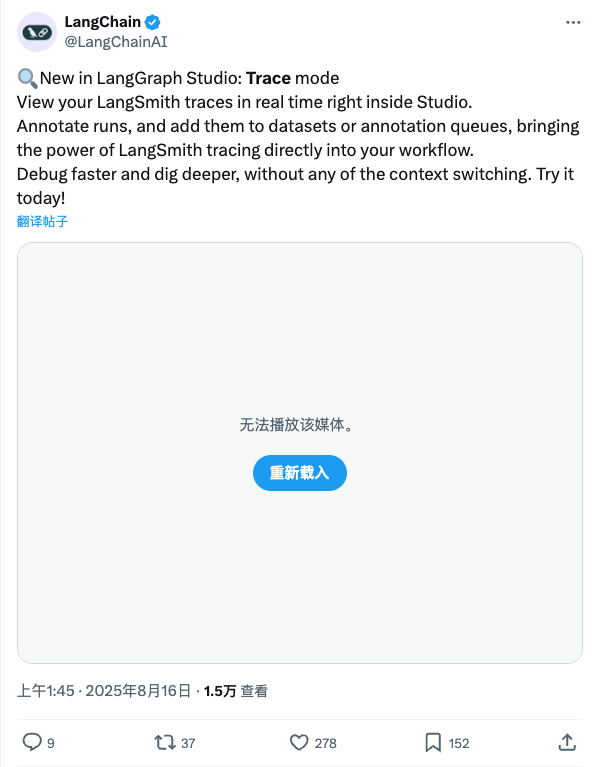 LangChain
@LangChainAI
🔍New in LangGraph Studio: Trace mode
View your LangSmith traces in real time right inside Studio.
Annotate runs, and add them to datasets or annotation queues, bringing
the power of LangSmith tracing directly into your workflow.
Debug faster and dig deeper, without any of the context switching. Try it
today!
翻译帖子
无法播放该媒体。
重新载入
上午1:45 · 2025年8月16日 · 1.5万 查看
9 37 278 152